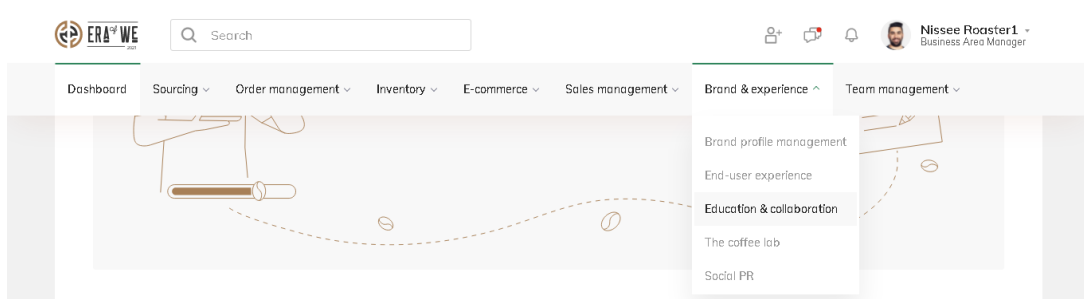 ERA of WE
2021
Search
Nissee Roaster1
Business Area Manager
Dashboard Sourcing Order management Inventory E-commerce Sales management Brand & experience Team management
Brand profile management
End-user experience
Education & collaboration
The coffee lab
Social PR